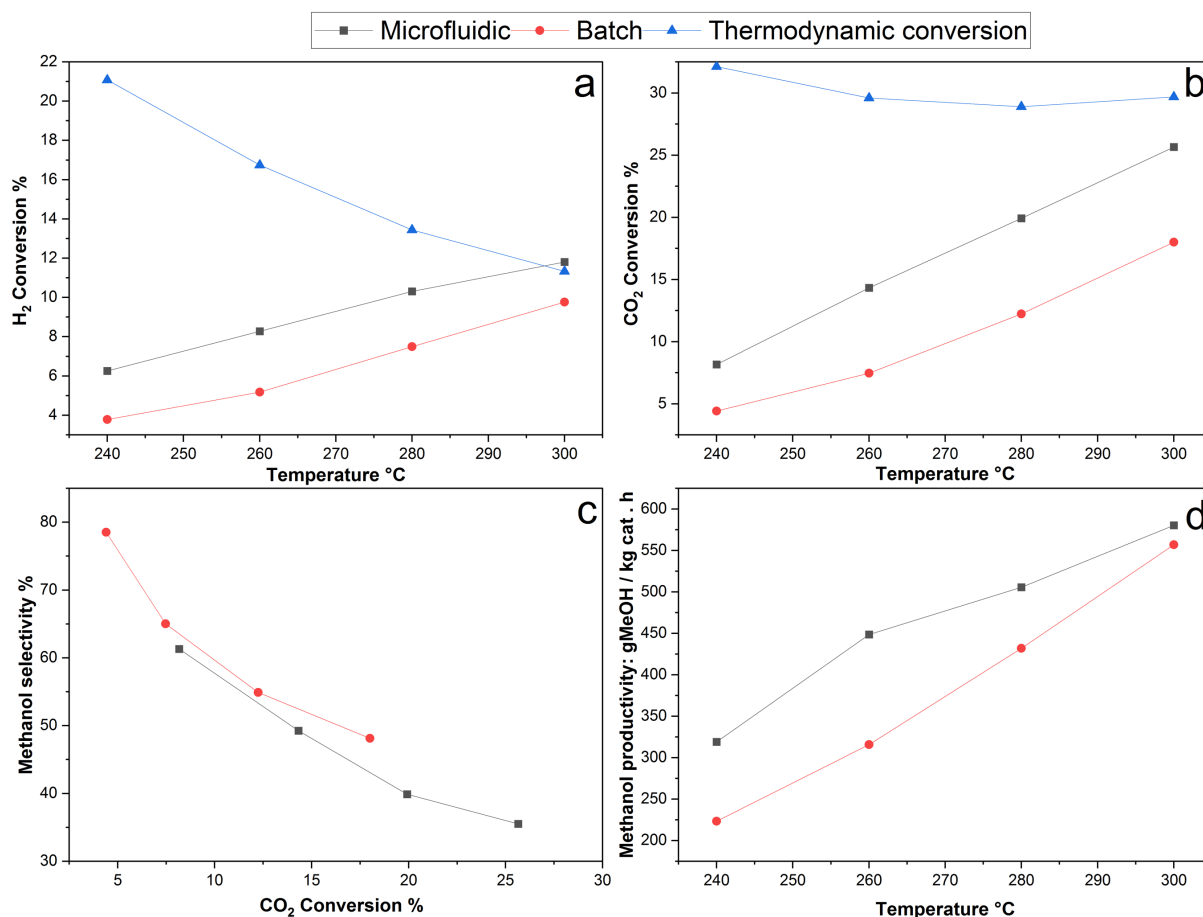 Microfluidic Batch Thermodynamic conversion
a
22
20
18
16
14
12
10
8
6
4
H₂ Conversion %
240 250 260 270 280 290 300
Temperature °C
b
30
25
20
15
10
5
CO₂ Conversion %
240 250 260 270 280 290 300
Temperature °C
c
80
70
60
50
40
30
Methanol selectivity %
5 10 15 20 25 30
CO₂ Conversion %
d
600
550
500
450
400
350
300
250
200
Methanol productivity: gMeOH / kg cat . h
240 250 260 270 280 290 300
Temperature °C